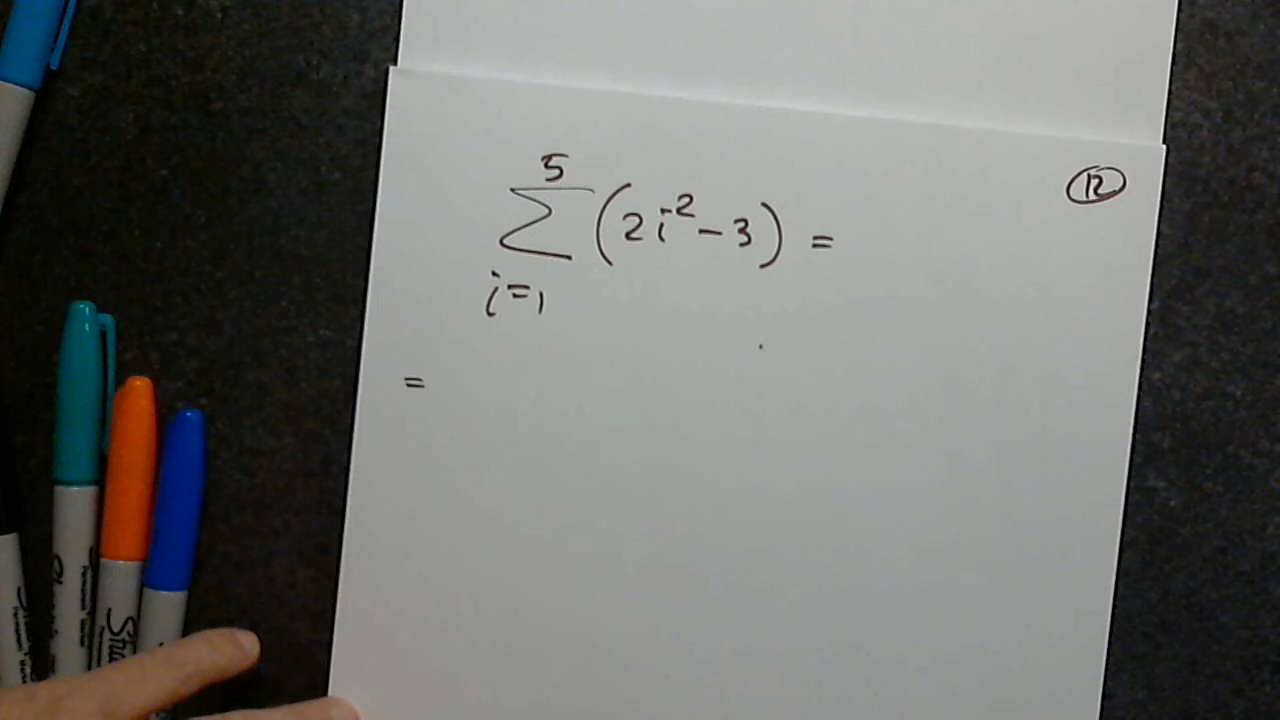 5
∑ (2i²-3) =
i=1
12
=